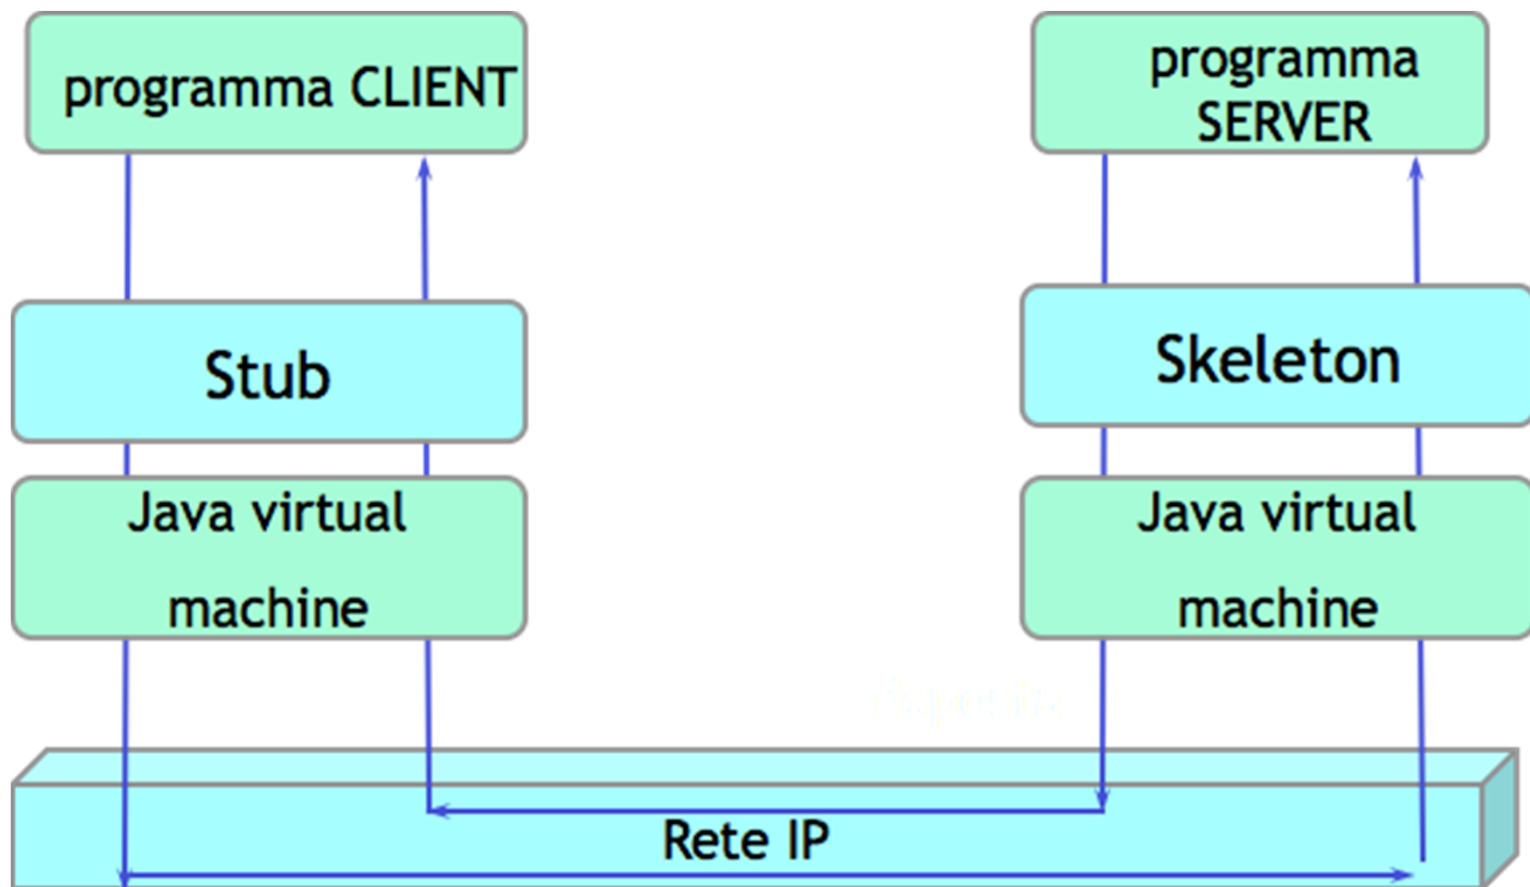 programma CLIENT
programma
SERVER
Stub
Skeleton
Java virtual
machine
Java virtual
machine
Rete IP